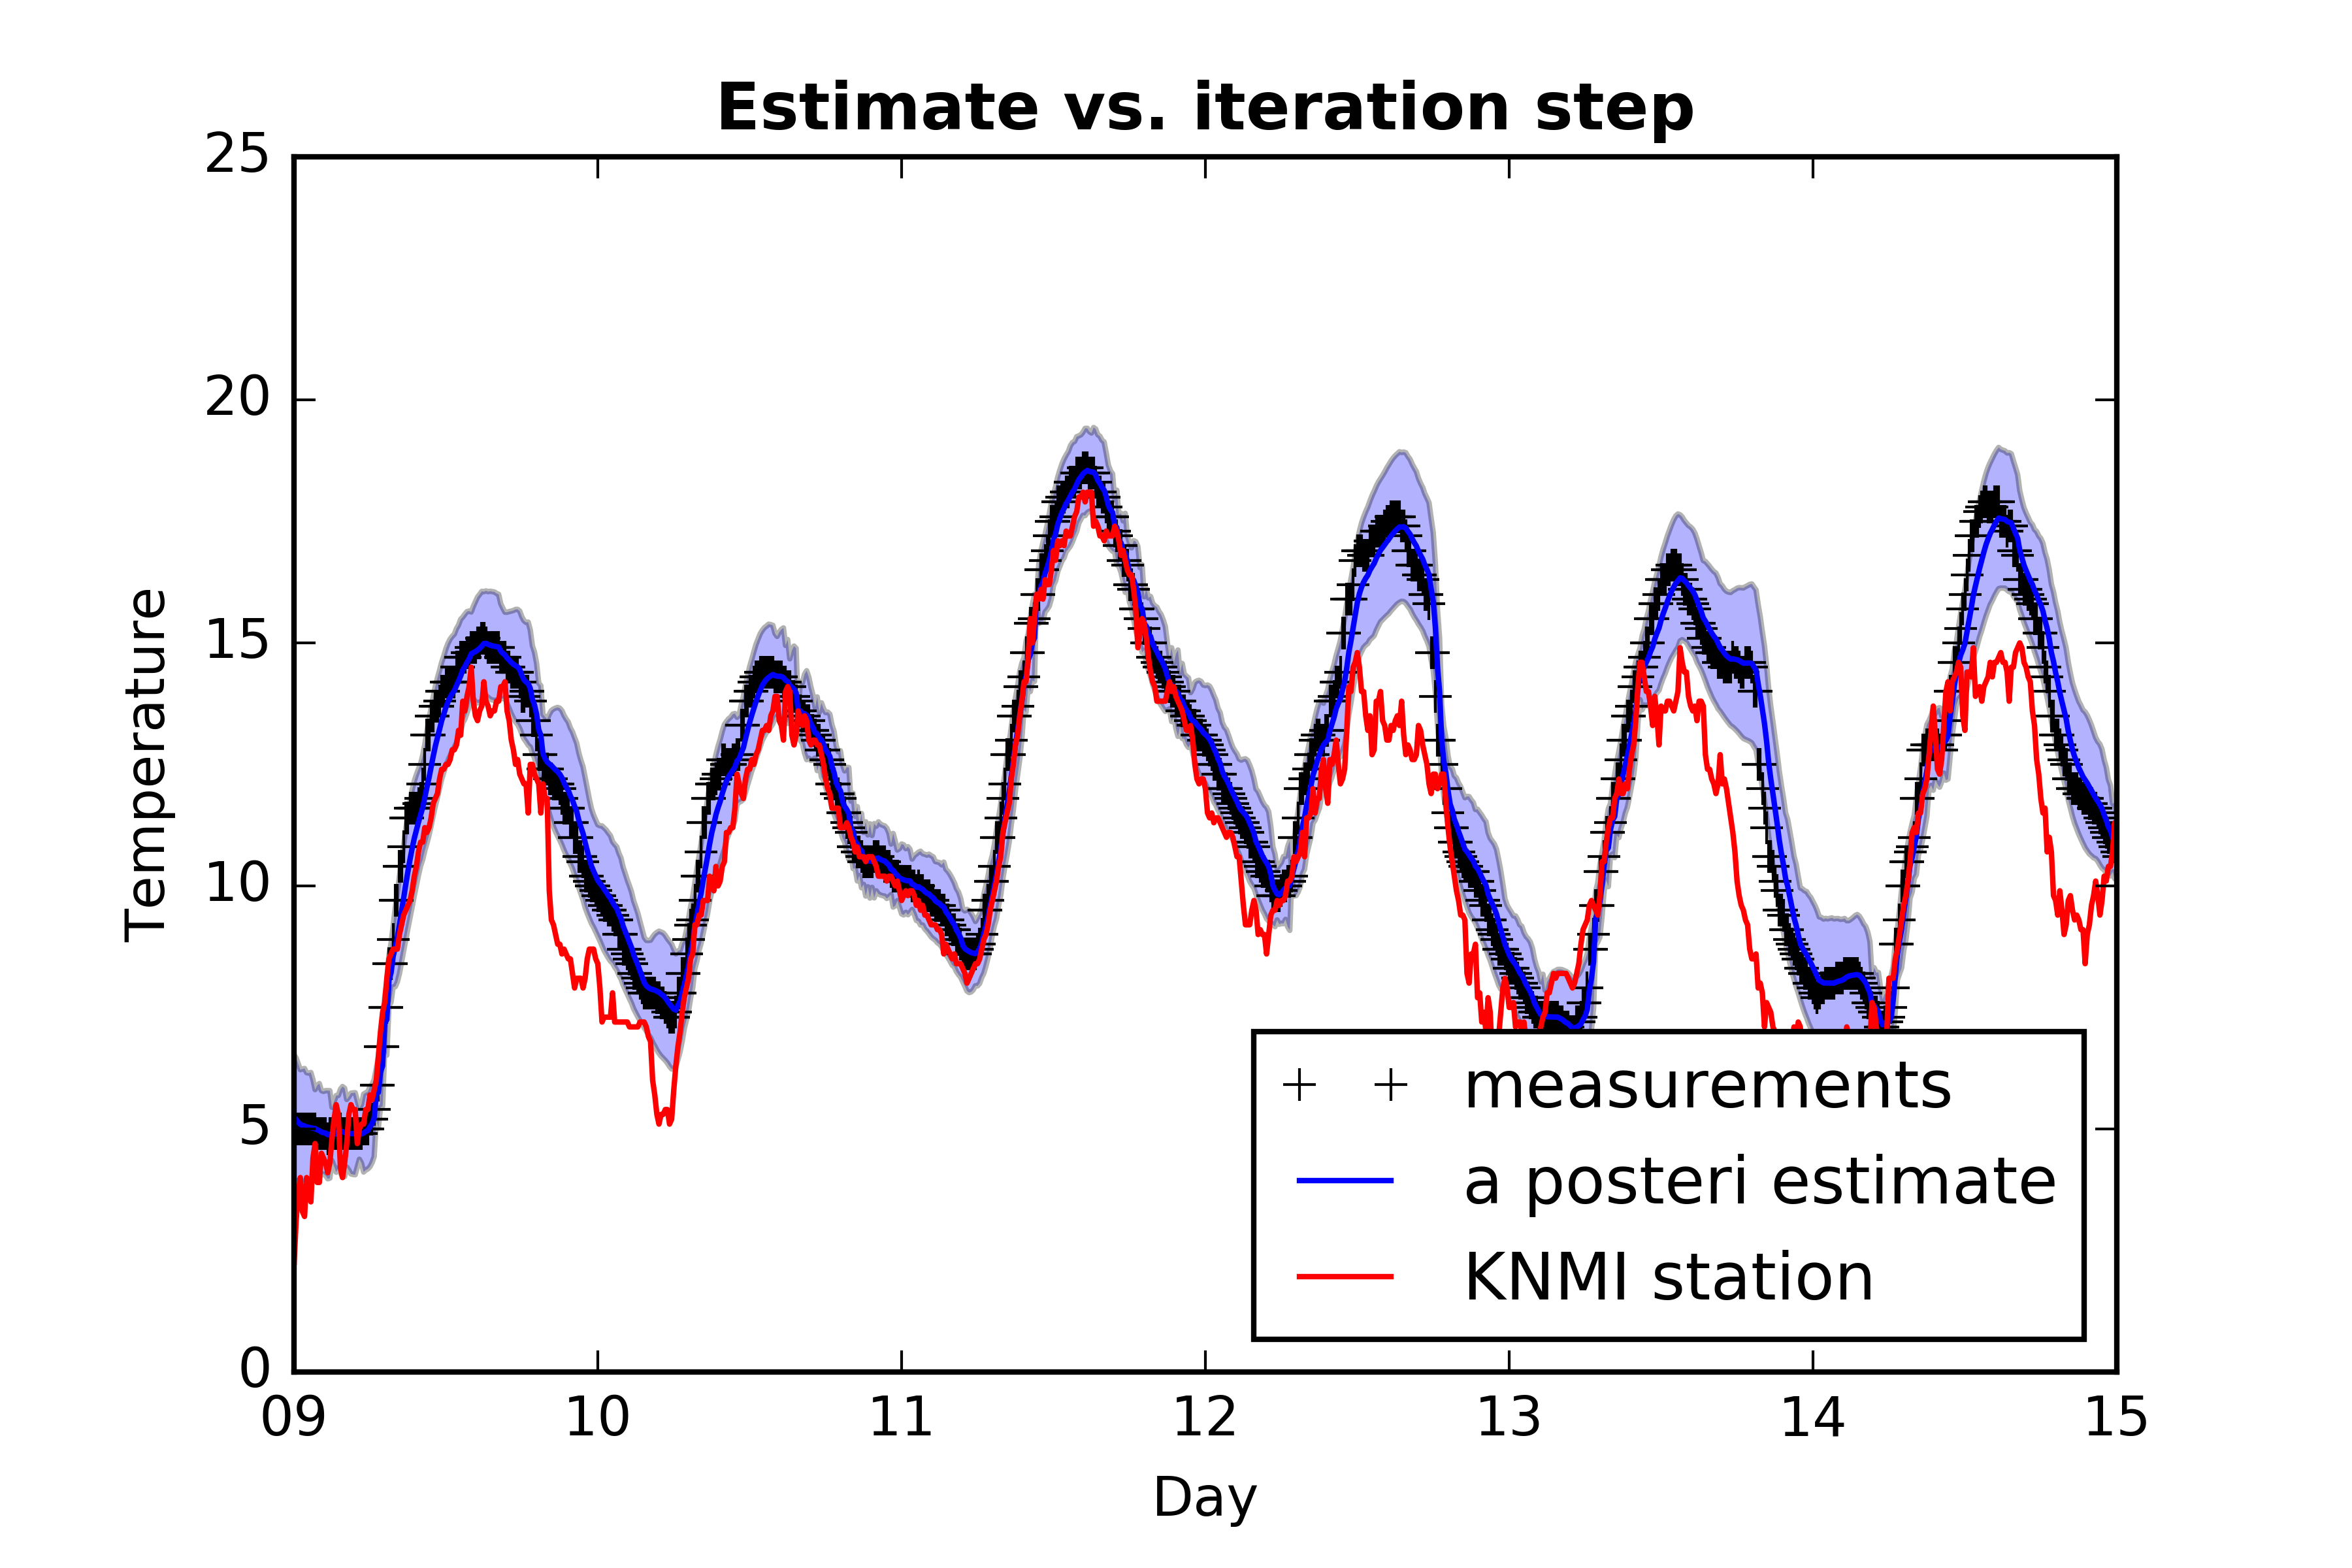 Estimate vs. iteration step
25
20
15
10
5
0
Temperature
09 10 11 12 13 14 15
Day
measurements
a posteri estimate
KNMI station